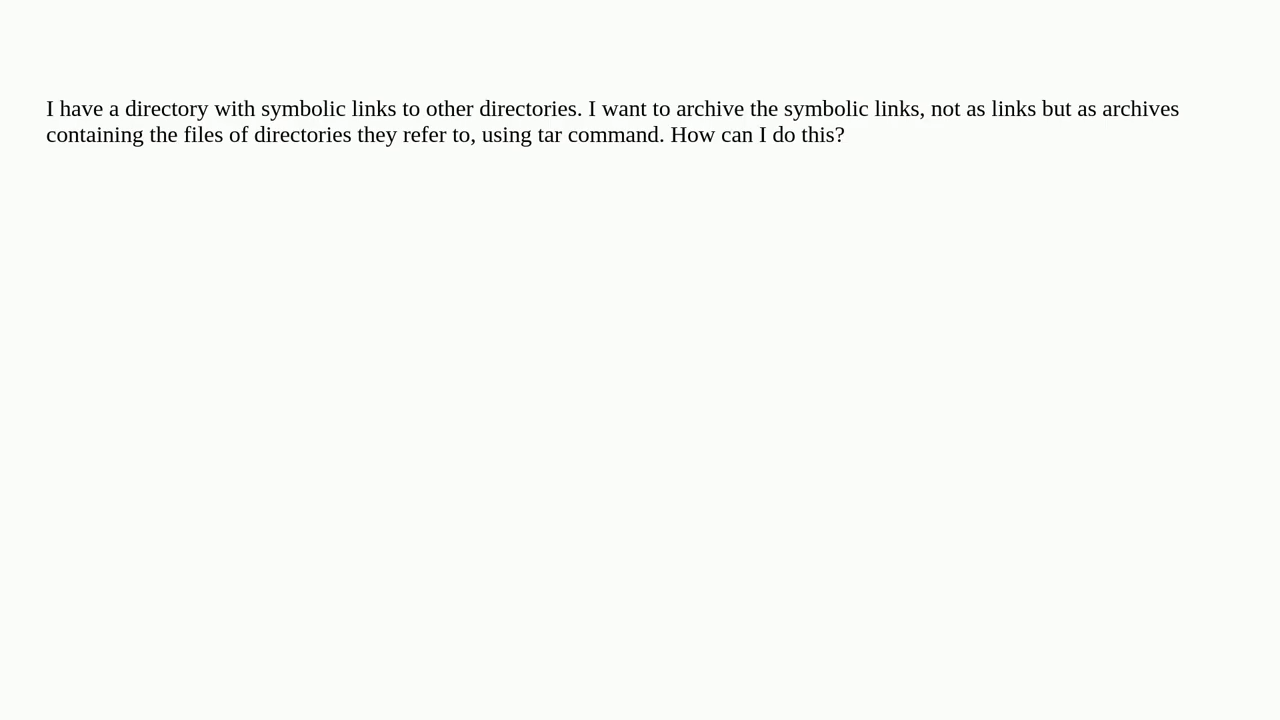 I have a directory with symbolic links to other directories. I want to archive the symbolic links, not as links but as archives
containing the files of directories they refer to, using tar command. How can I do this?